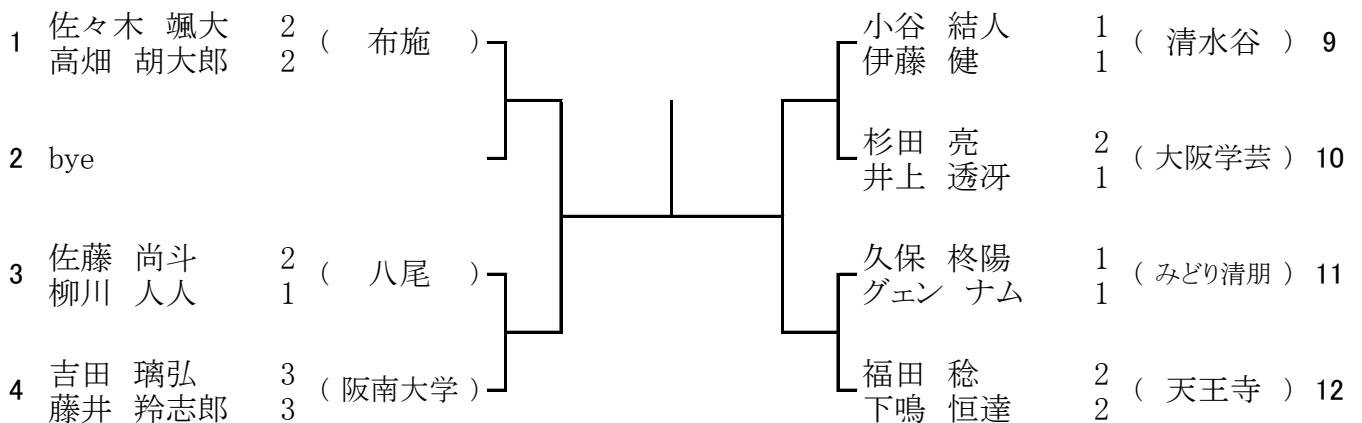 1 佐々木 颯大 2 ( 布施 )
高畑 胡大郎 2
2 bye
3 佐藤 尚斗 2 ( 八尾 )
柳川 人人 1
4 吉田 璃弘 3 ( 阪南大学 )
藤井 羚志郎 3
小谷 結人 1 ( 清水谷 ) 9
伊藤 健 1
杉田 亮 2 ( 大阪学芸 ) 10
井上 透冴 1
久保 柊陽 1 ( みどり清朋 ) 11
グェン ナム 1
福田 稔 2 ( 天王寺 ) 12
下鳴 恒達 2